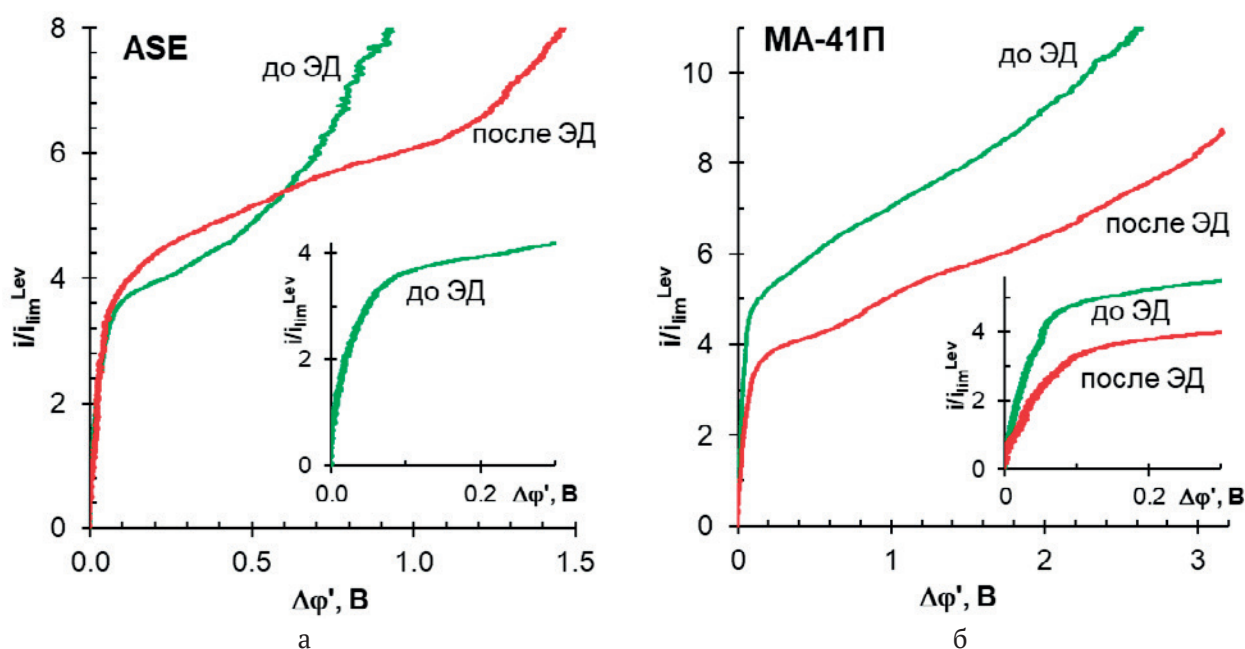 ASE
до ЭД
после ЭД
i/i_lim^Lev
8
6
4
2
0
0.0
0.5
1.0
1.5
Δφ', В
до ЭД
i/i_lim^Lev
4
2
0
0.0
0.2
Δφ', В
а
МА-41П
до ЭД
после ЭД
i/i_lim^Lev
10
8
6
4
2
0
0
1
2
3
Δφ', В
до ЭД
после ЭД
i/i_lim^Lev
4
2
0
0
0.2
Δφ', В
б